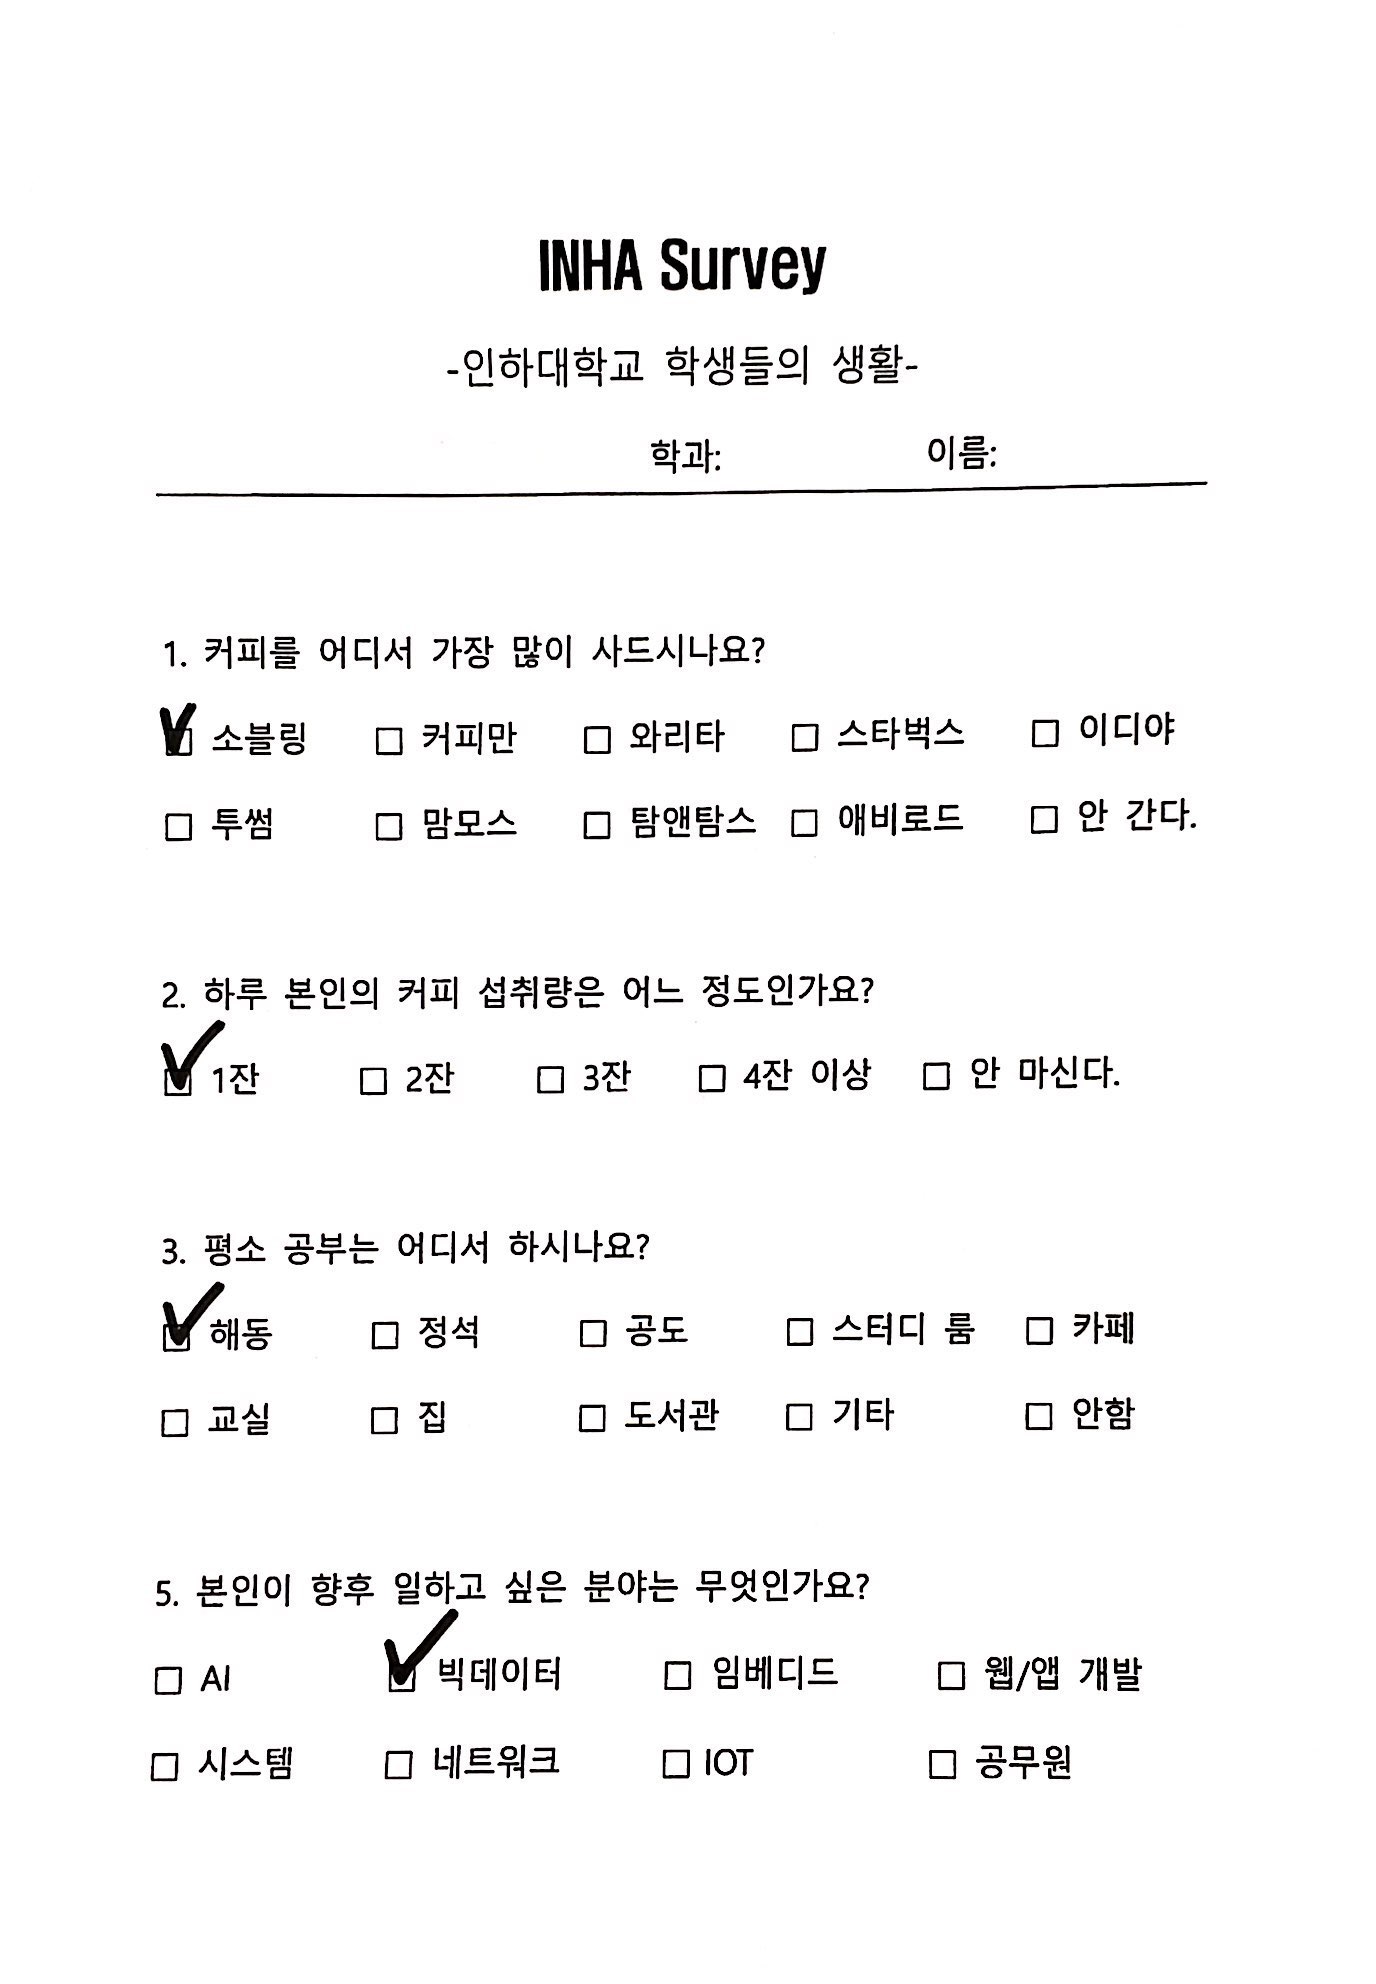 INHA Survey
-인하대학교 학생들의 생활-
학과: 이름:
1. 커피를 어디서 가장 많이 사드시나요?
☑ 소블링 ☐ 커피만 ☐ 와리타 ☐ 스타벅스 ☐ 이디야
☐ 투썸 ☐ 맘모스 ☐ 탐앤탐스 ☐ 애비로드 ☐ 안 간다.
2. 하루 본인의 커피 섭취량은 어느 정도인가요?
☑ 1잔 ☐ 2잔 ☐ 3잔 ☐ 4잔 이상 ☐ 안 마신다.
3. 평소 공부는 어디서 하시나요?
☑ 해동 ☐ 정석 ☐ 공도 ☐ 스터디 룸 ☐ 카페
☐ 교실 ☐ 집 ☐ 도서관 ☐ 기타 ☐ 안함
5. 본인이 향후 일하고 싶은 분야는 무엇인가요?
☐ AI ☑ 빅데이터 ☐ 임베디드 ☐ 웹/앱 개발
☐ 시스템 ☐ 네트워크 ☐ IOT ☐ 공무원